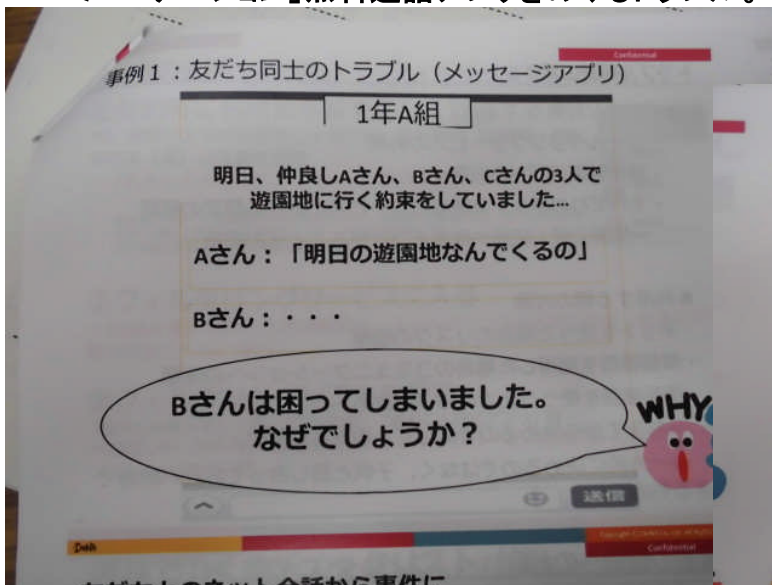 事例1：友だち同士のトラブル（メッセージアプリ）
Confidential
1年A組
明日、仲良しAさん、Bさん、Cさんの3人で
遊園地に行く約束をしていました…
Aさん：「明日の遊園地なんでくるの」
Bさん：・・・
Bさんは困ってしまいました。
なぜでしょうか？
WHY
送信
DeNA
Confidential